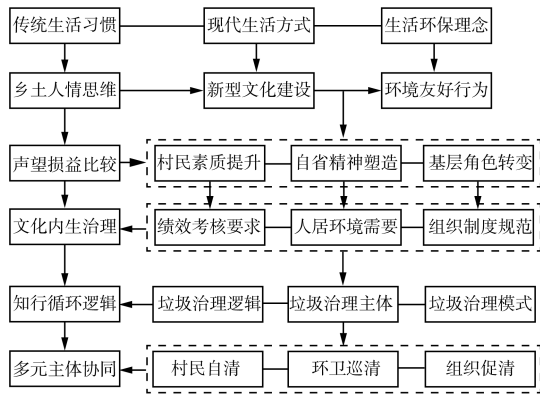 传统生活习惯 现代生活方式 生活环保理念
乡土人情思维 新型文化建设 环境友好行为
声望损益比较 村民素质提升 自省精神塑造 基层角色转变
文化内生治理 绩效考核要求 人居环境需要 组织制度规范
知行循环逻辑 垃圾治理逻辑 垃圾治理主体 垃圾治理模式
多元主体协同 村民自清 环卫巡清 组织促清